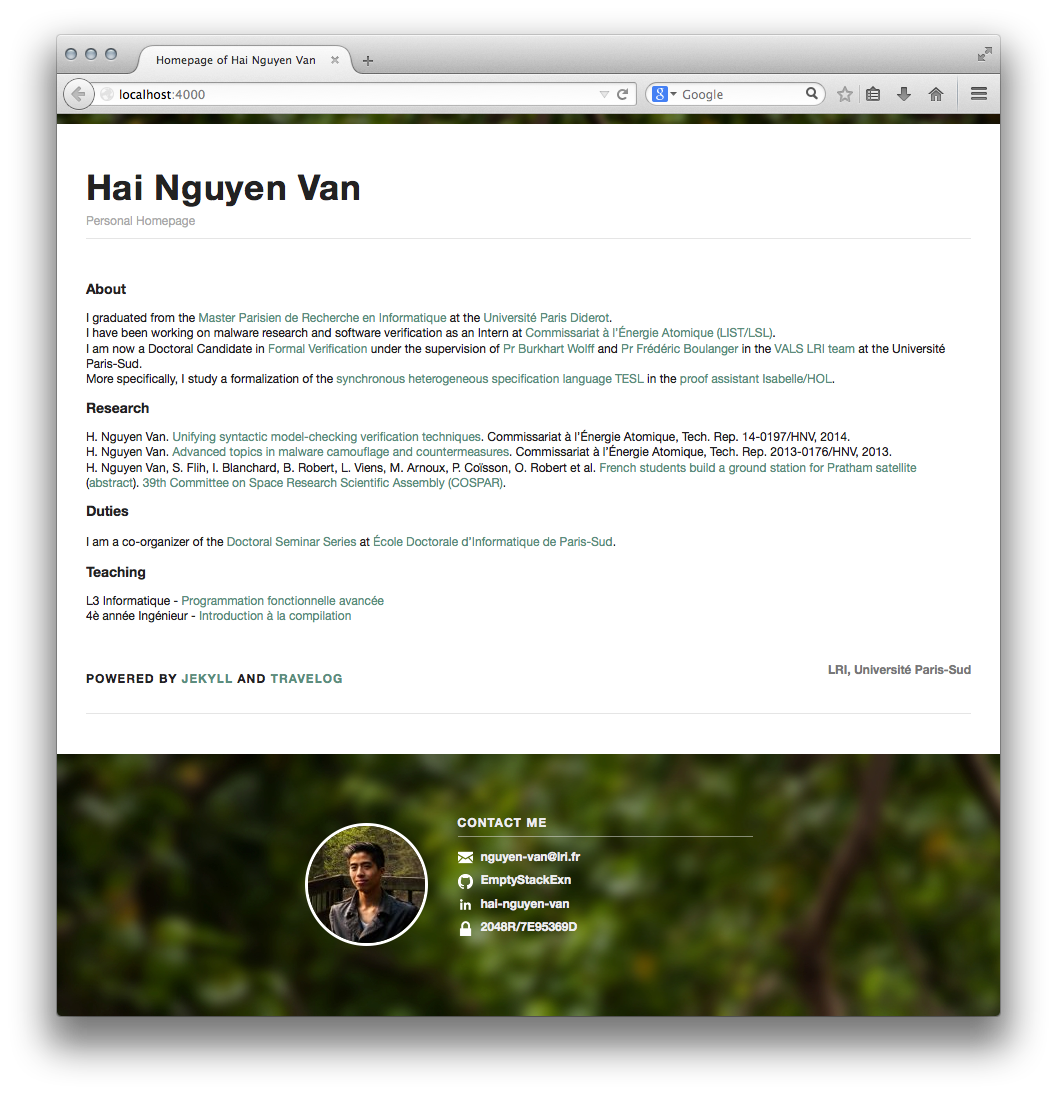 Homepage of Hai Nguyen Van
localhost:4000
8 Google
Hai Nguyen Van
Personal Homepage
About
I graduated from the Master Parisien de Recherche en Informatique at the Université Paris Diderot.
I have been working on malware research and software verification as an Intern at Commissariat à l'Énergie Atomique (LIST/LSL).
I am now a Doctoral Candidate in Formal Verification under the supervision of Pr Burkhart Wolff and Pr Frédéric Boulanger in the VALS LRI team at the Université
Paris-Sud.
More specifically, I study a formalization of the synchronous heterogeneous specification language TESL in the proof assistant Isabelle/HOL.
Research
H. Nguyen Van. Unifying syntactic model-checking verification techniques. Commissariat à l'Énergie Atomique, Tech. Rep. 14-0197/HNV, 2014.
H. Nguyen Van. Advanced topics in malware camouflage and countermeasures. Commissariat à l'Énergie Atomique, Tech. Rep. 2013-0176/HNV, 2013.
H. Nguyen Van, S. Flih, I. Blanchard, B. Robert, L. Viens, M. Arnoux, P. Coïsson, O. Robert et al. French students build a ground station for Pratham satellite
(abstract). 39th Committee on Space Research Scientific Assembly (COSPAR).
Duties
I am a co-organizer of the Doctoral Seminar Series at École Doctorale d'Informatique de Paris-Sud.
Teaching
L3 Informatique - Programmation fonctionnelle avancée
4è année Ingénieur - Introduction à la compilation
POWERED BY JEKYLL AND TRAVELOG
LRI, Université Paris-Sud
CONTACT ME
nguyen-van@lri.fr
EmptyStackExn
in hai-nguyen-van
2048R/7E95369D